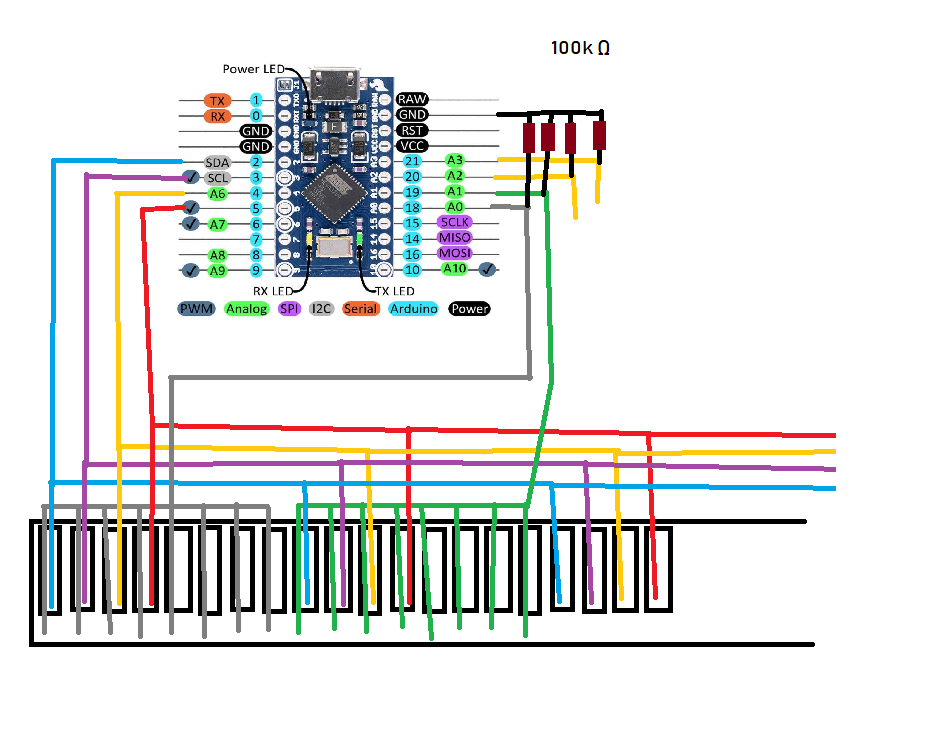 100k Ω
Power LED
TX 1
RX 0
GND
GND
SDA 2
SCL 3
A6 4
5
A7 6
7
A8 8
A9 9
RAW
GND
RST
VCC
21 A3
20 A2
19 A1
18 A0
15 SCLK
14 MISO
16 MOSI
10 A10
RX LED
TX LED
PWM Analog SPI I2C Serial Arduino Power